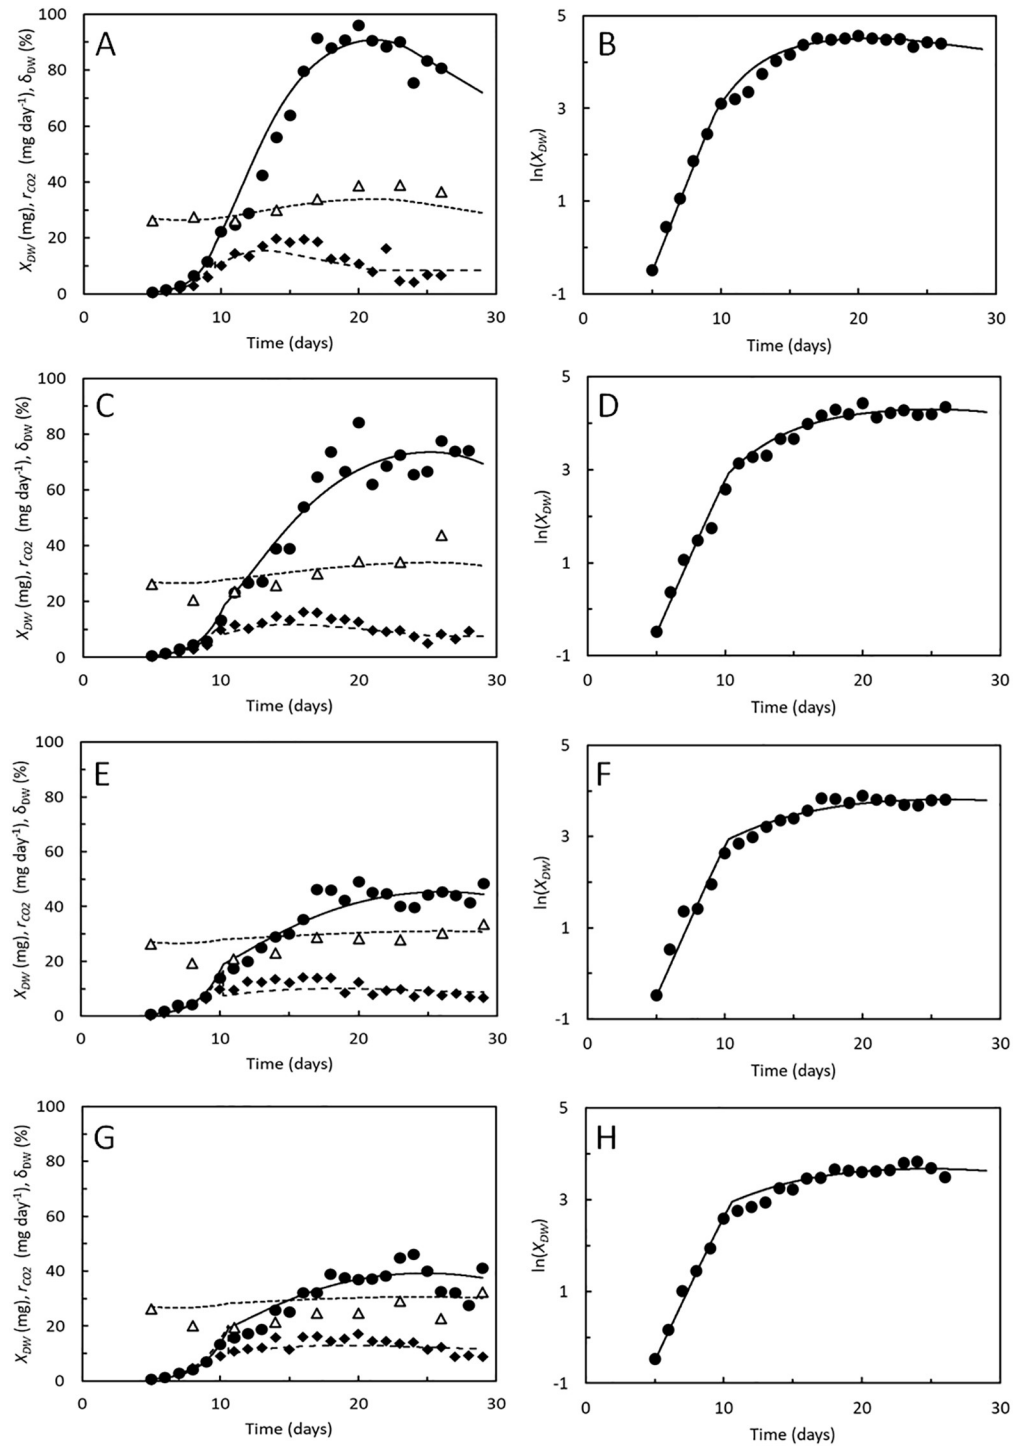 100
80
60
40
20
0
X_DW (mg), r_CO2 (mg day⁻¹), δ_DW (%)
A
0 10 20 30
Time (days)
5
3
1
-1
ln(X_DW)
B
0 10 20 30
Time (days)
100
80
60
40
20
0
X_DW (mg), r_CO2 (mg day⁻¹), δ_DW (%)
C
0 10 20 30
Time (days)
5
3
1
-1
ln(X_DW)
D
0 10 20 30
Time (days)
100
80
60
40
20
0
X_DW (mg), r_CO2 (mg day⁻¹), δ_DW (%)
E
0 10 20 30
Time (days)
5
3
1
-1
ln(X_DW)
F
0 10 20 30
Time (days)
100
80
60
40
20
0
X_DW (mg), r_CO2 (mg day⁻¹), δ_DW (%)
G
0 10 20 30
Time (days)
5
3
1
-1
ln(X_DW)
H
0 10 20 30
Time (days)